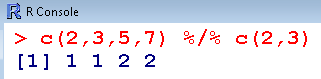 R Console
> c(2,3,5,7) %/% c(2,3)
[1] 1 1 2 2